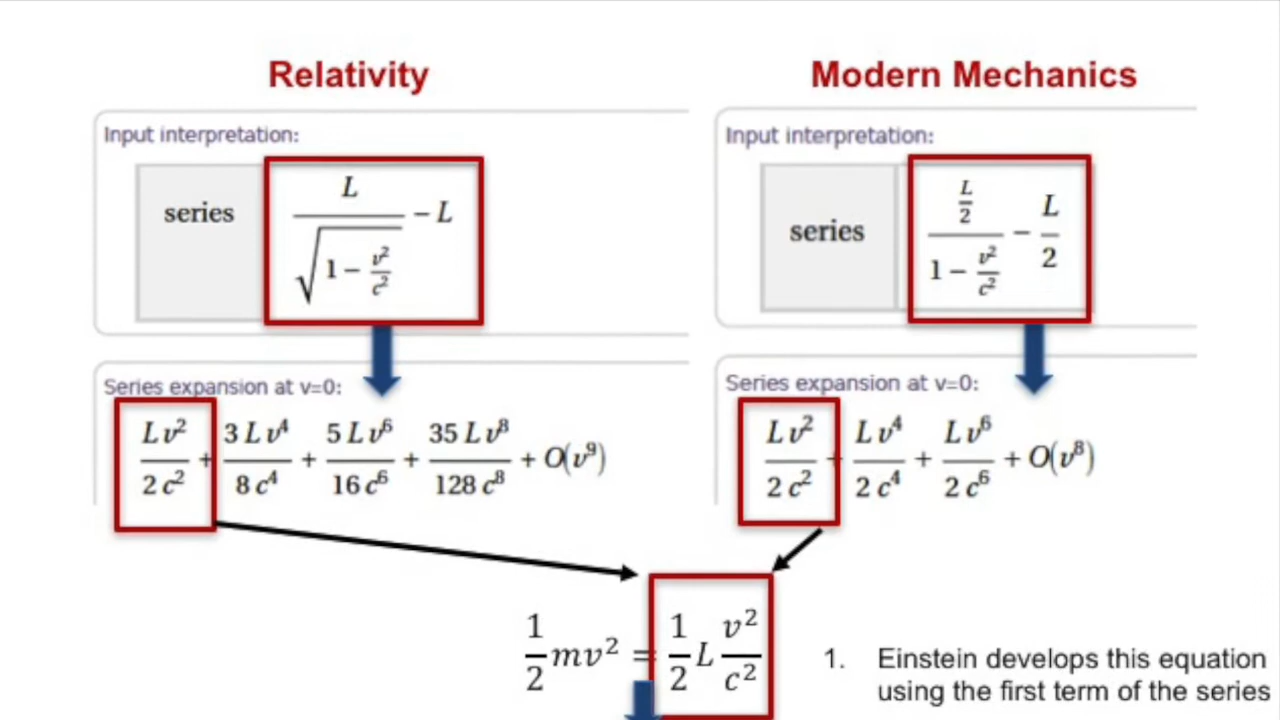 Relativity
Input interpretation:
series L/√(1 − v²/c²) − L
Series expansion at v=0:
Lv²/2c² + 3Lv⁴/8c⁴ + 5Lv⁶/16c⁶ + 35Lv⁸/128c⁸ + O(v⁹)
Modern Mechanics
Input interpretation:
series (L/2)/(1 − v²/c²) − L/2
Series expansion at v=0:
Lv²/2c² + Lv⁴/2c⁴ + Lv⁶/2c⁶ + O(v⁸)
1/2 mv² = 1/2 L v²/c²
1. Einstein develops this equation
using the first term of the series